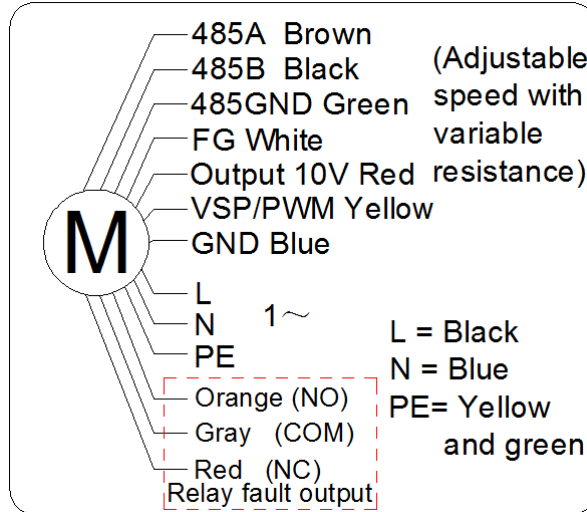 485A Brown
485B Black
485GND Green
FG White
Output 10V Red
VSP/PWM Yellow
GND Blue
(Adjustable
speed with
variable
resistance)
M
L
N
PE
1～
L = Black
N = Blue
PE= Yellow
and green
Orange (NO)
Gray (COM)
Red (NC)
Relay fault output